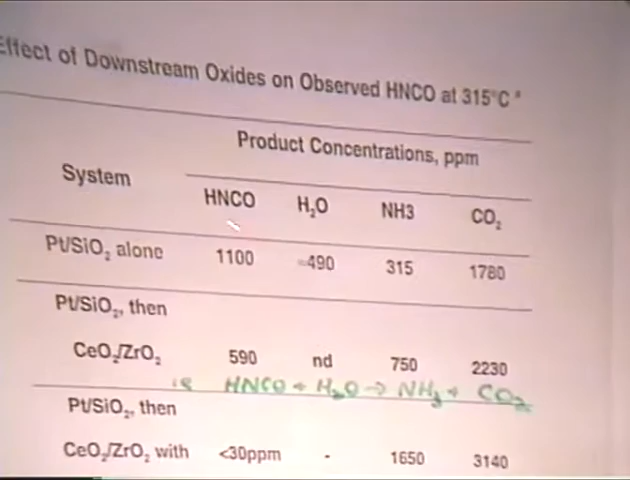 Effect of Downstream Oxides on Observed HNCO at 315°C ª
Product Concentrations, ppm
System HNCO H₂O NH3 CO₂
Pt/SiO₂ alone 1100 ~490 315 1780
Pt/SiO₂, then
CeO₂/ZrO₂ 590 nd 750 2230
ie HNCO + H₂O → NH₃ + CO₂
Pt/SiO₂, then
CeO₂/ZrO₂ with <30ppm - 1650 3140